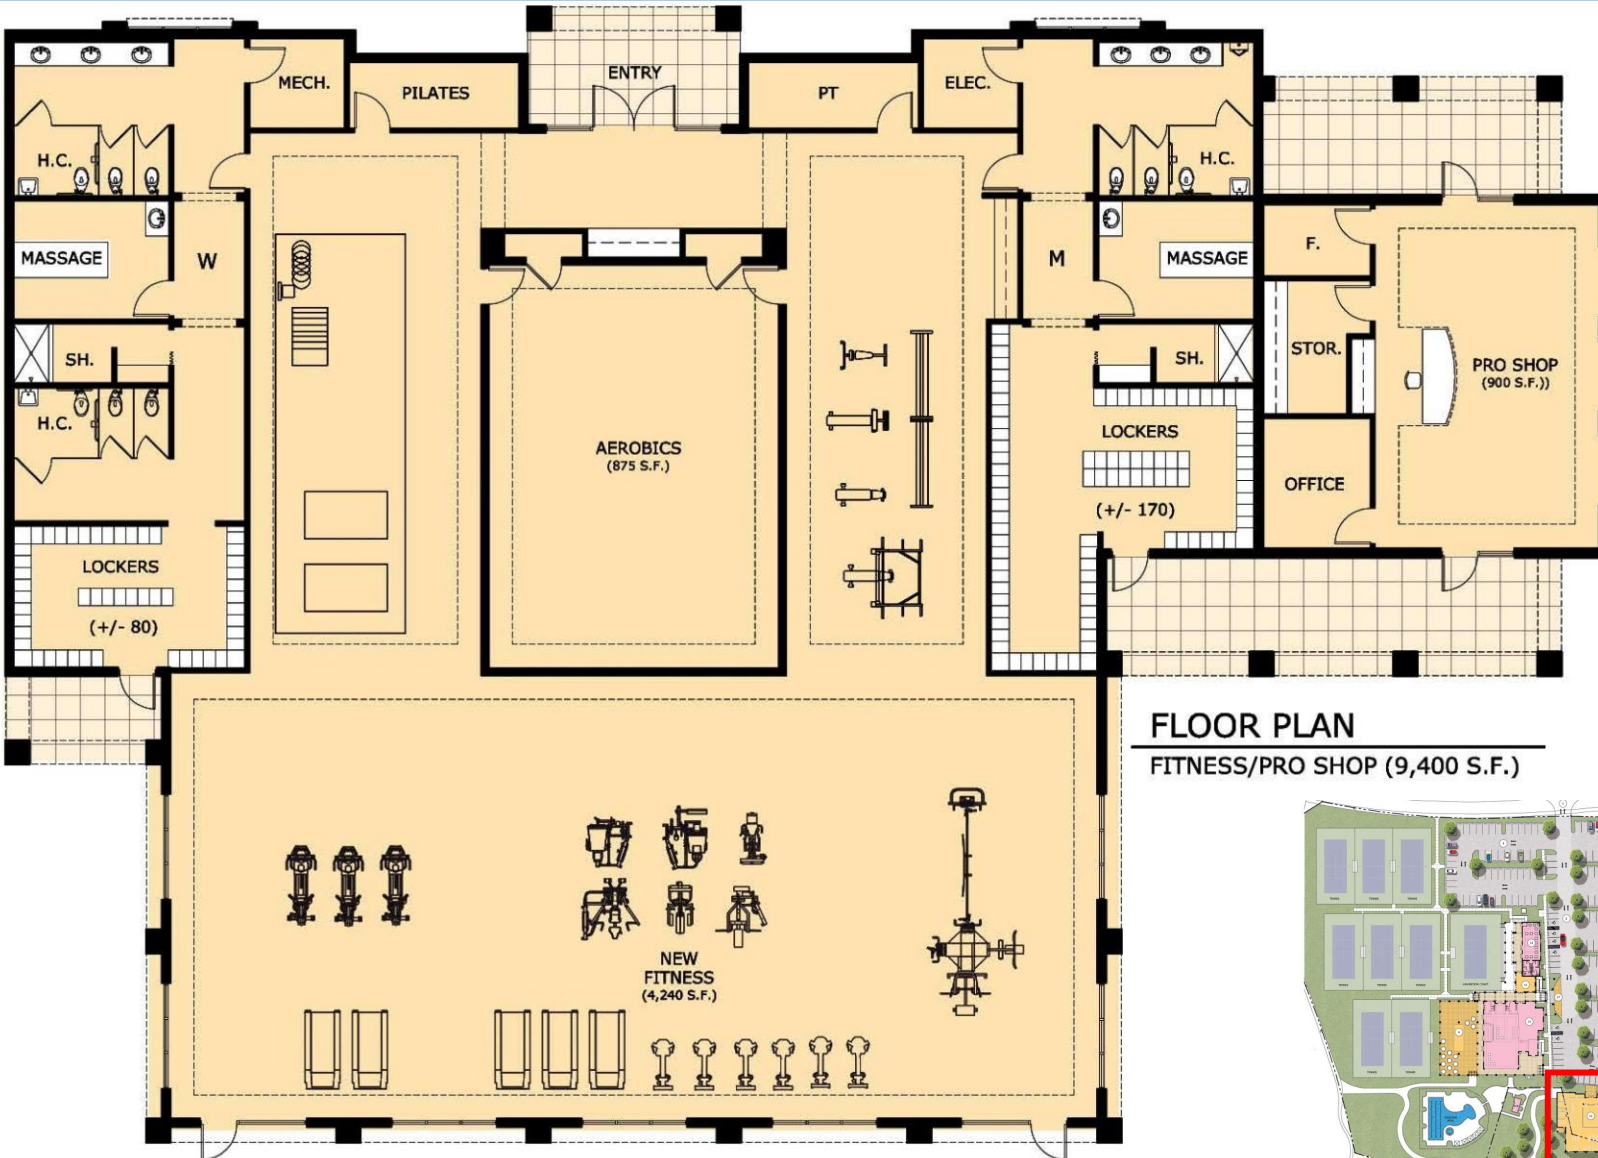 ENTRY
MECH.
PILATES
PT
ELEC.
H.C.
H.C.
MASSAGE
W
M
MASSAGE
F.
SH.
SH.
STOR.
PRO SHOP
(900 S.F.))
H.C.
AEROBICS
(875 S.F.)
LOCKERS
(+/- 170)
OFFICE
LOCKERS
(+/- 80)
FLOOR PLAN
FITNESS/PRO SHOP (9,400 S.F.)
NEW
FITNESS
(4,240 S.F.)